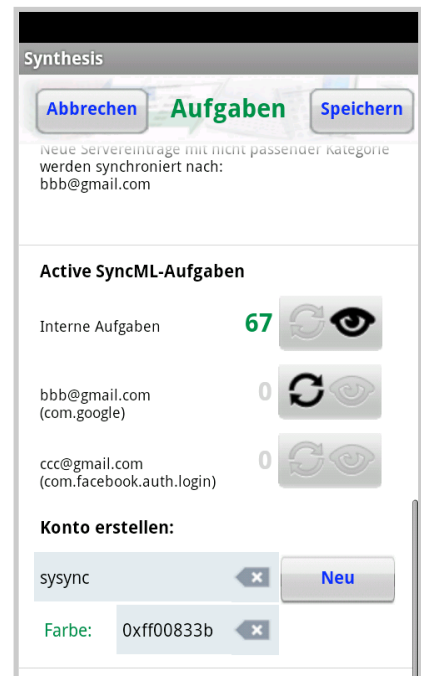 Synthesis
Abbrechen Aufgaben Speichern
Neue Servereinträge mit nicht passender Kategorie
werden synchroniert nach:
bbb@gmail.com
Active SyncML-Aufgaben
Interne Aufgaben 67
bbb@gmail.com 0
(com.google)
ccc@gmail.com 0
(com.facebook.auth.login)
Konto erstellen:
sysync Neu
Farbe: 0xff00833b